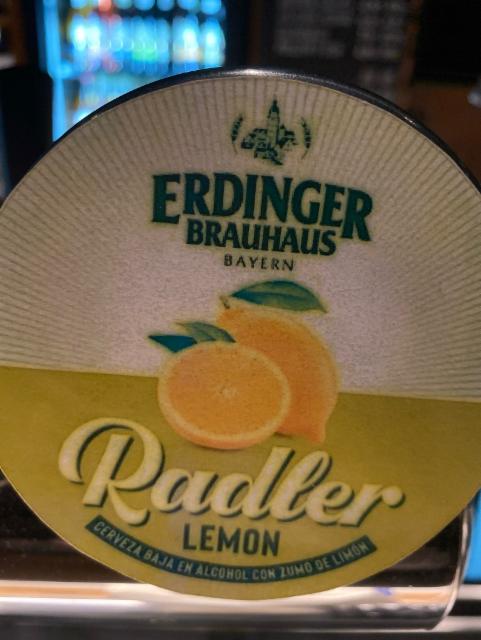 ERDINGER
BRAUHAUS
BAYERN
Radler
LEMON
CERVEZA BAJA EN ALCOHOL CON ZUMO DE LIMÓN